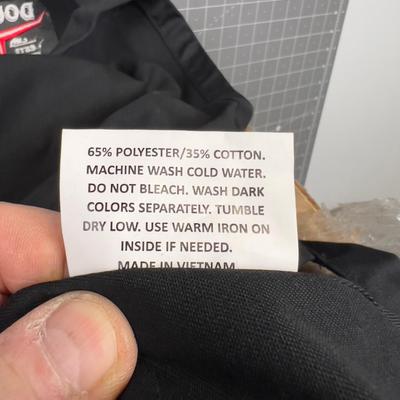 65% POLYESTER/35% COTTON.
MACHINE WASH COLD WATER.
DO NOT BLEACH. WASH DARK
COLORS SEPARATELY. TUMBLE
DRY LOW. USE WARM IRON ON
INSIDE IF NEEDED.
MADE IN VIETNAM